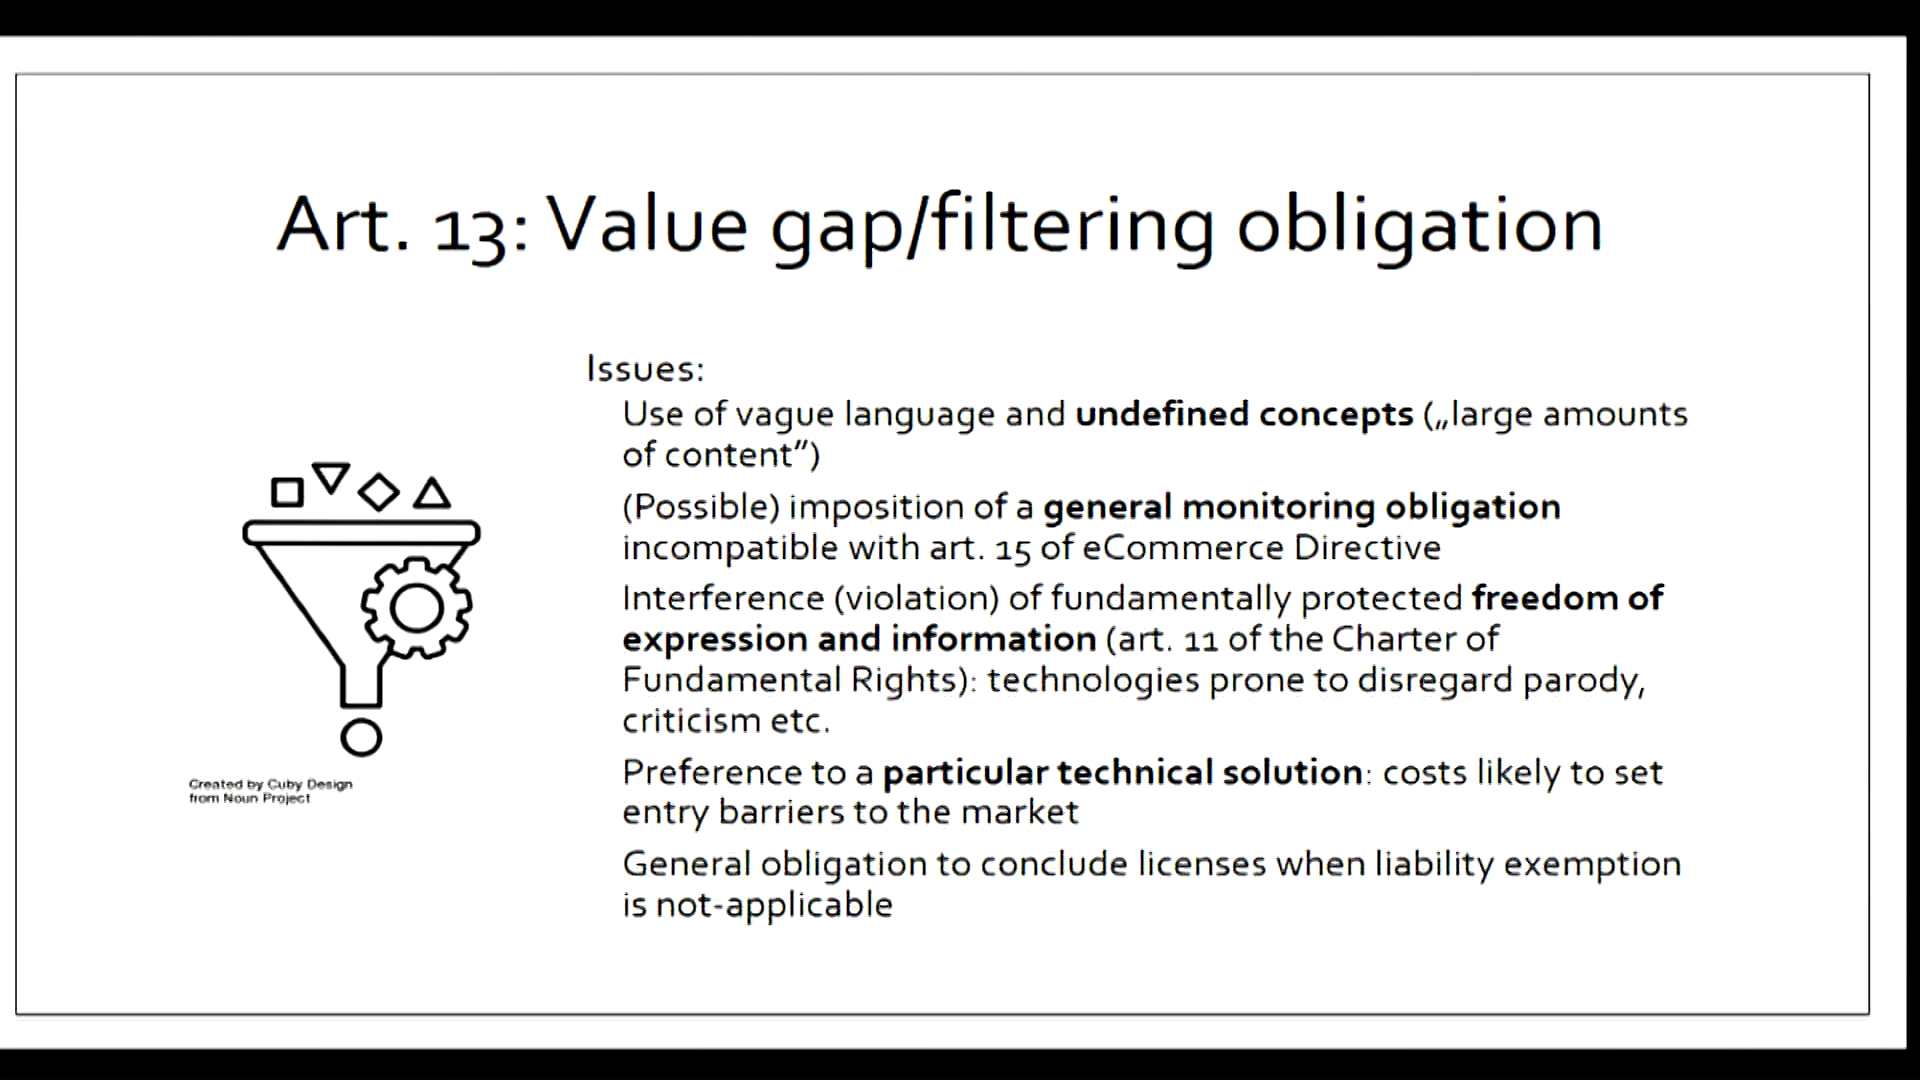 Art. 13: Value gap/filtering obligation
Issues:
Use of vague language and undefined concepts („large amounts
of content”)
(Possible) imposition of a general monitoring obligation
incompatible with art. 15 of eCommerce Directive
Interference (violation) of fundamentally protected freedom of
expression and information (art. 11 of the Charter of
Fundamental Rights): technologies prone to disregard parody,
criticism etc.
Preference to a particular technical solution: costs likely to set
entry barriers to the market
General obligation to conclude licenses when liability exemption
is not-applicable
Created by Cuby Design
from Noun Project